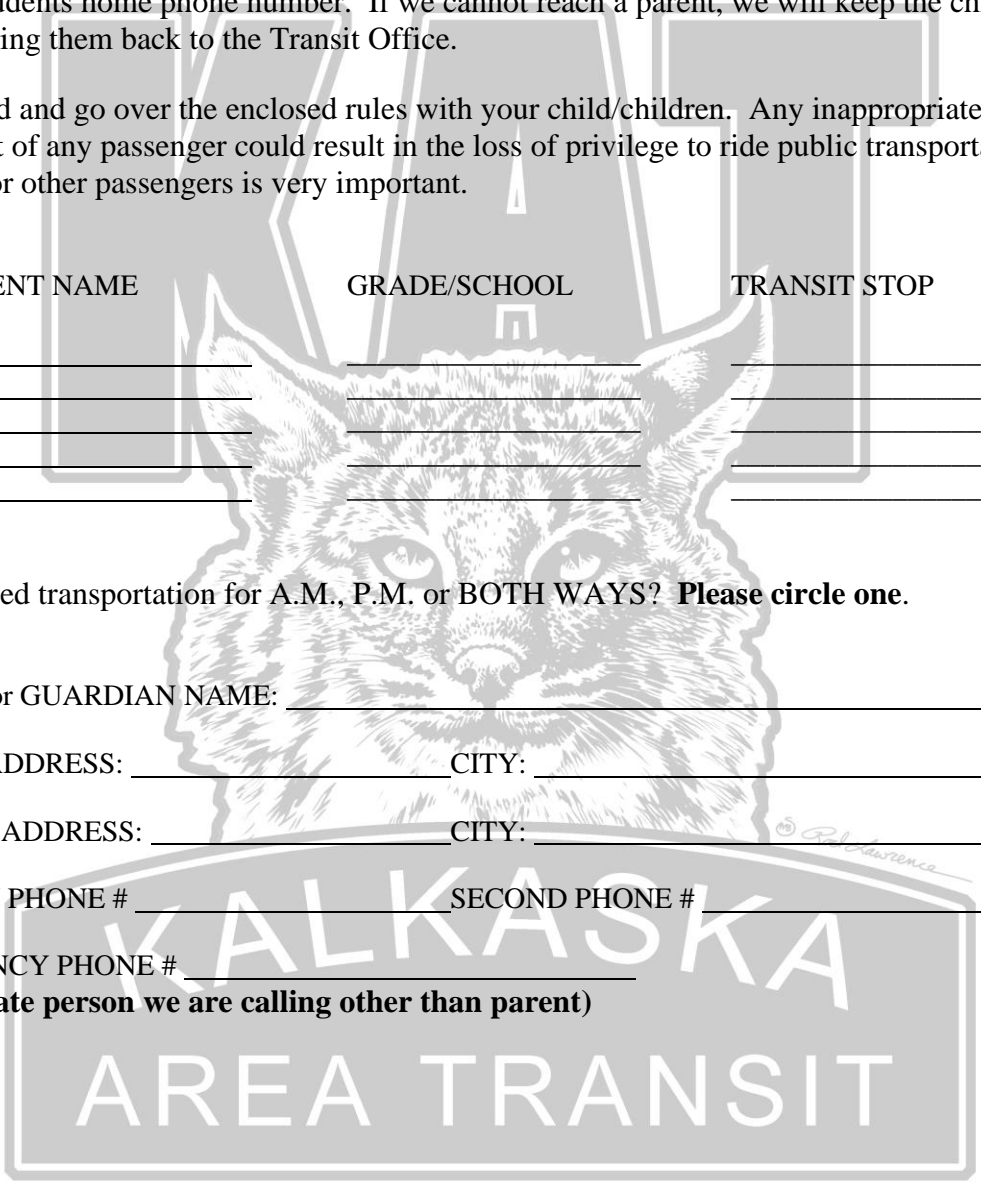 udents home phone number. If we cannot reach a parent, we will keep the ch
ring them back to the Transit Office.
d and go over the enclosed rules with your child/children. Any inappropriate
t of any passenger could result in the loss of privilege to ride public transporta
or other passengers is very important.
ENT NAME GRADE/SCHOOL TRANSIT STOP
ed transportation for A.M., P.M. or BOTH WAYS? Please circle one.
or GUARDIAN NAME:
ADDRESS: CITY:
ADDRESS: CITY:
PHONE # SECOND PHONE #
NCY PHONE #
ate person we are calling other than parent)
KAT
Rod Lawrence
KALKASKA
AREA TRANSIT